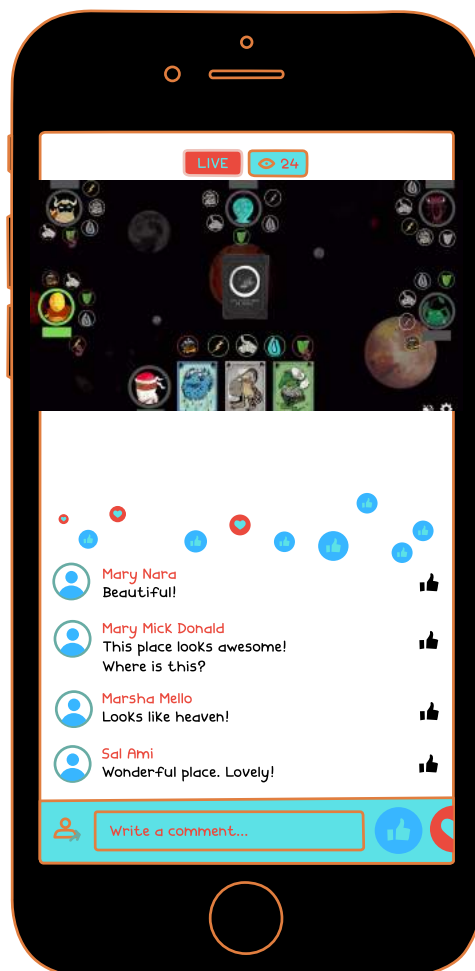 LIVE
24
Mary Nara
Beautiful!
Mary Mick Donald
This place looks awesome!
Where is this?
Marsha Mello
Looks like heaven!
Sal Ami
Wonderful place. Lovely!
Write a comment...